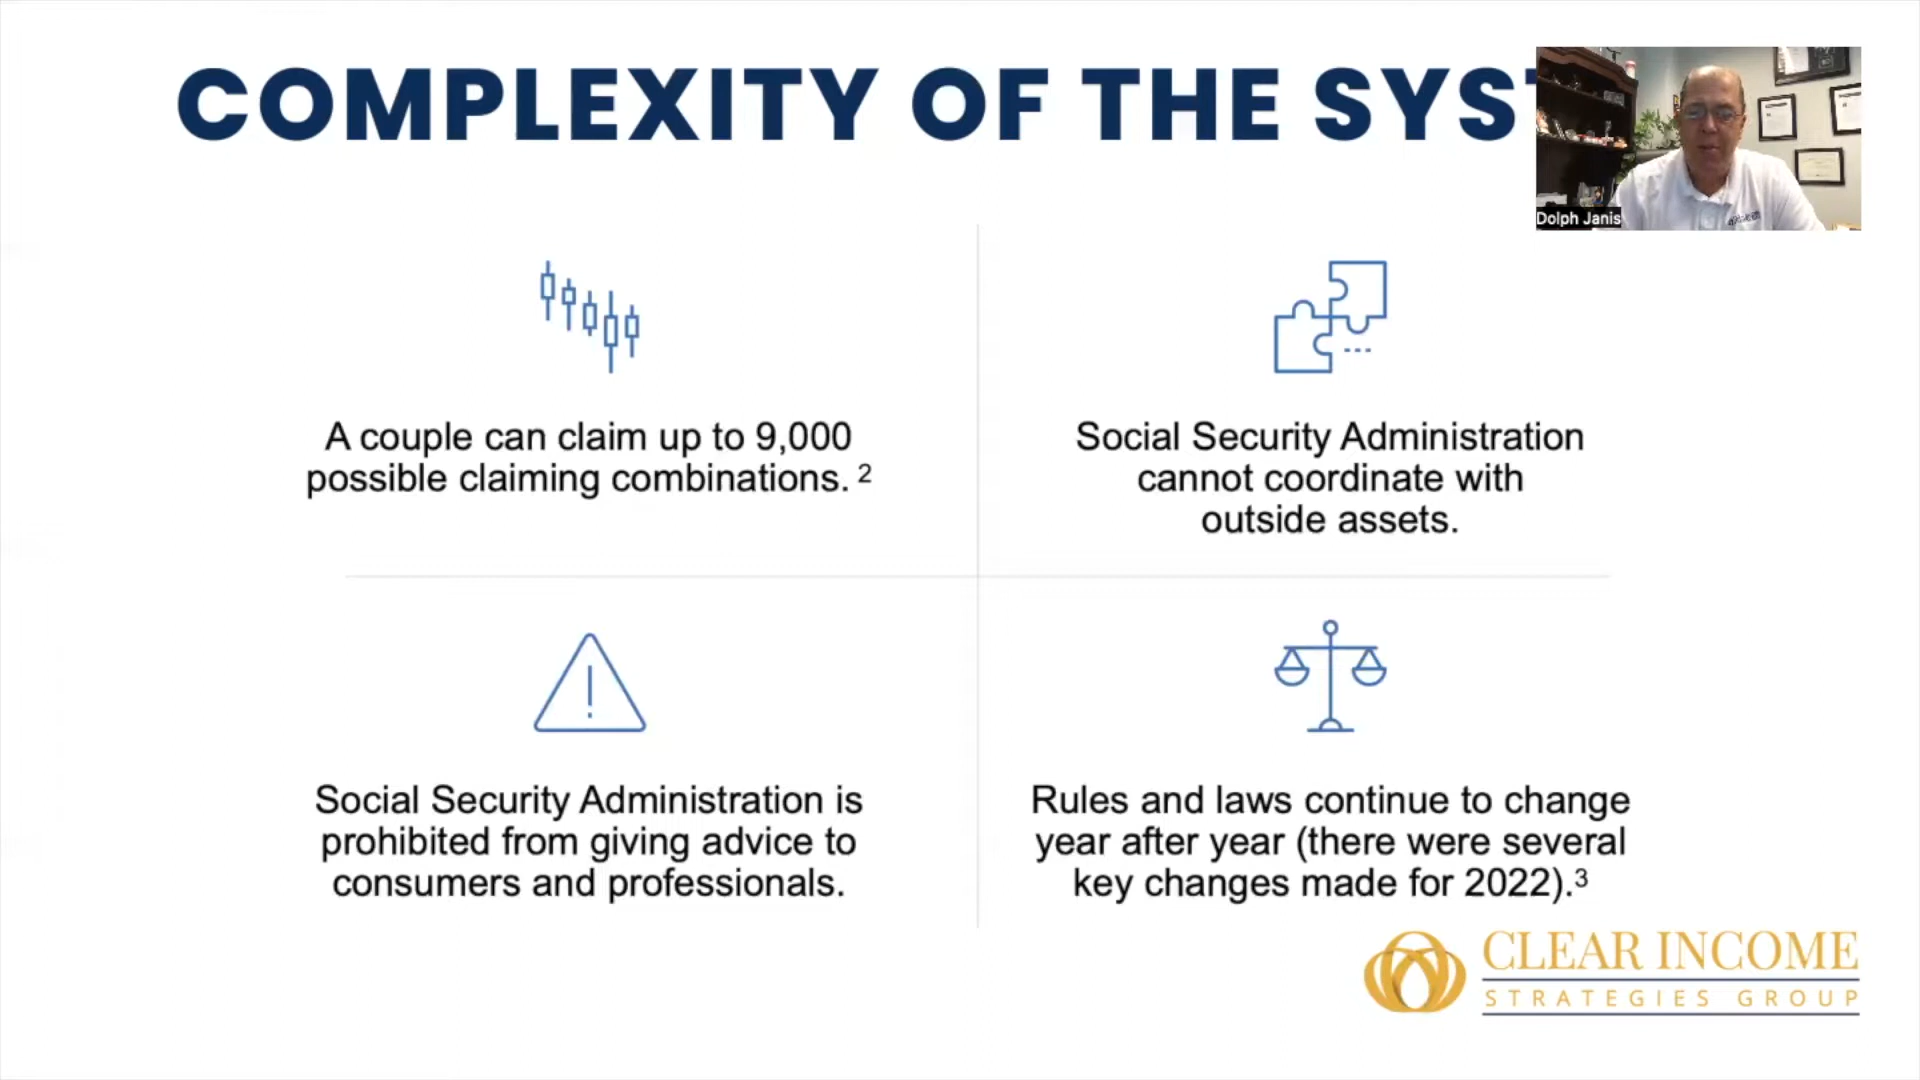 COMPLEXITY OF THE SYST
Dolph Janis
A couple can claim up to 9,000
possible claiming combinations. 2
Social Security Administration
cannot coordinate with
outside assets.
Social Security Administration is
prohibited from giving advice to
consumers and professionals.
Rules and laws continue to change
year after year (there were several
key changes made for 2022).3
CLEAR INCOME
STRATEGIES GROUP